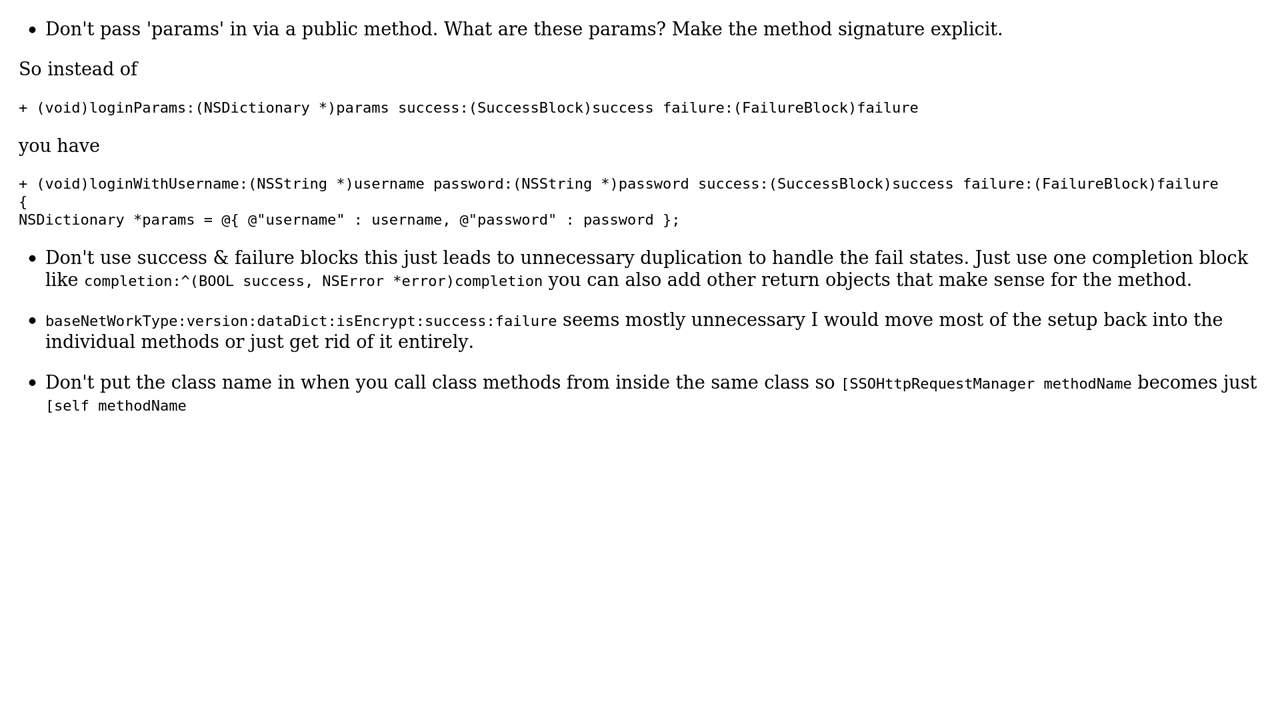 Don't pass 'params' in via a public method. What are these params? Make the method signature explicit.
So instead of
+ (void)loginParams:(NSDictionary *)params success:(SuccessBlock)success failure:(FailureBlock)failure
you have
+ (void)loginWithUsername:(NSString *)username password:(NSString *)password success:(SuccessBlock)success failure:(FailureBlock)failure
{
NSDictionary *params = @{ @"username" : username, @"password" : password };
Don't use success & failure blocks this just leads to unnecessary duplication to handle the fail states. Just use one completion block
like completion:^(BOOL success, NSError *error)completion you can also add other return objects that make sense for the method.
baseNetWorkType:version:dataDict:isEncrypt:success:failure seems mostly unnecessary I would move most of the setup back into the
individual methods or just get rid of it entirely.
Don't put the class name in when you call class methods from inside the same class so [SSOHttpRequestManager methodName becomes just
[self methodName